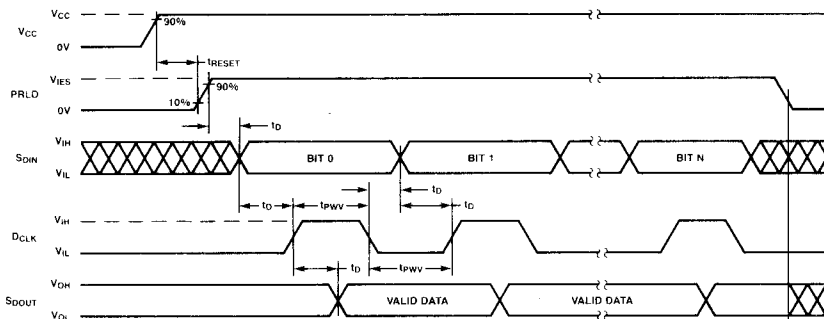 VCC
VCC
90%
0V
tRESET
PRLD
VIES
90%
10%
0V
tD
SDIN
VIH
VIL
BIT 0
BIT 1
BIT N
tD
tD
tPWV
tD
DCLK
VIH
VIL
tD
tPWV
SDOUT
VOH
VOL
VALID DATA
VALID DATA